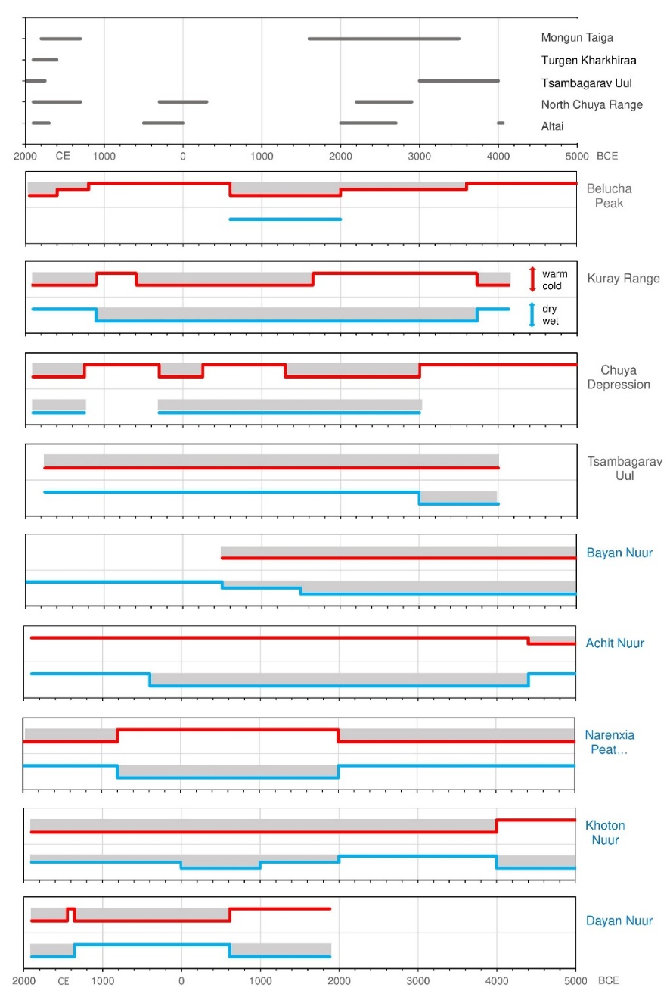 Mongun Taiga
Turgen Kharkhiraa
Tsambagarav Uul
North Chuya Range
Altai
2000 CE 1000 0 1000 2000 3000 4000 5000 BCE
Belucha
Peak
warm
cold
Kuray Range
dry
wet
Chuya
Depression
Tsambagarav
Uul
Bayan Nuur
Achit Nuur
Narenxia
Peat...
Khoton
Nuur
Dayan Nuur
2000 CE 1000 0 1000 2000 3000 4000 5000 BCE